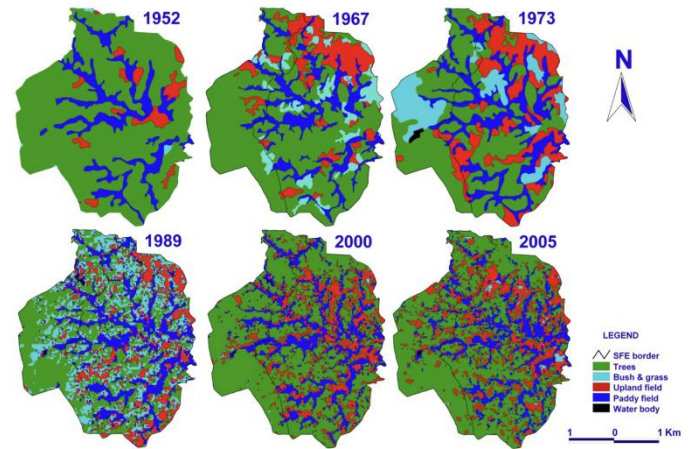 1952
1967
1973
N
1989
2000
2005
LEGEND
SFE border
Trees
Bush & grass
Upland field
Paddy field
Water body
1 0 1 Km